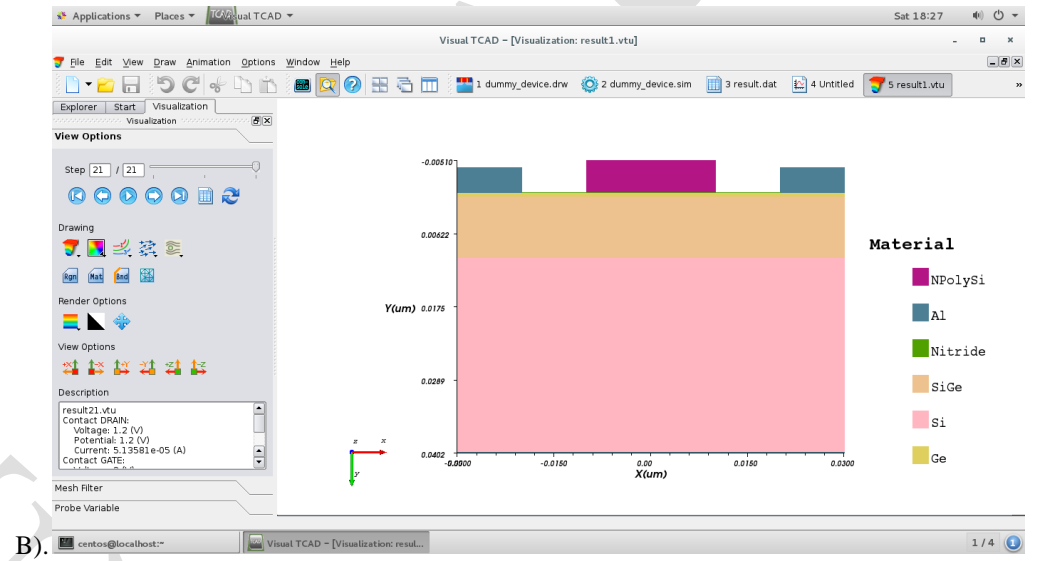 Applications Places Visual TCAD Sat 18:27
Visual TCAD - [Visualization: result1.vtu]
File Edit View Draw Animation Options Window Help
1 dummy_device.drw 2 dummy_device.sim 3 result.dat 4 Untitled 5 result1.vtu »
Explorer Start Visualization
Visualization
View Options
Step 21 / 21
Drawing
Rgn Mat Bnd
Render Options
View Options
+X -X +Y -Y +Z -Z
Description
result21.vtu
Contact DRAIN:
Voltage: 1.2 (V)
Potential: 1.2 (V)
Current: 5.13581e-05 (A)
Contact GATE:
Mesh Filter
Probe Variable
-0.00510
0.00622
Y(um) 0.0175
0.0289
0.0402
-0.0150 0.00 0.0150 0.0300
X(um)
z x
y
Material
NPolySi
Al
Nitride
SiGe
Si
Ge
B).
centos@localhost:~ Visual TCAD - [Visualization: resul... 1 / 4 1